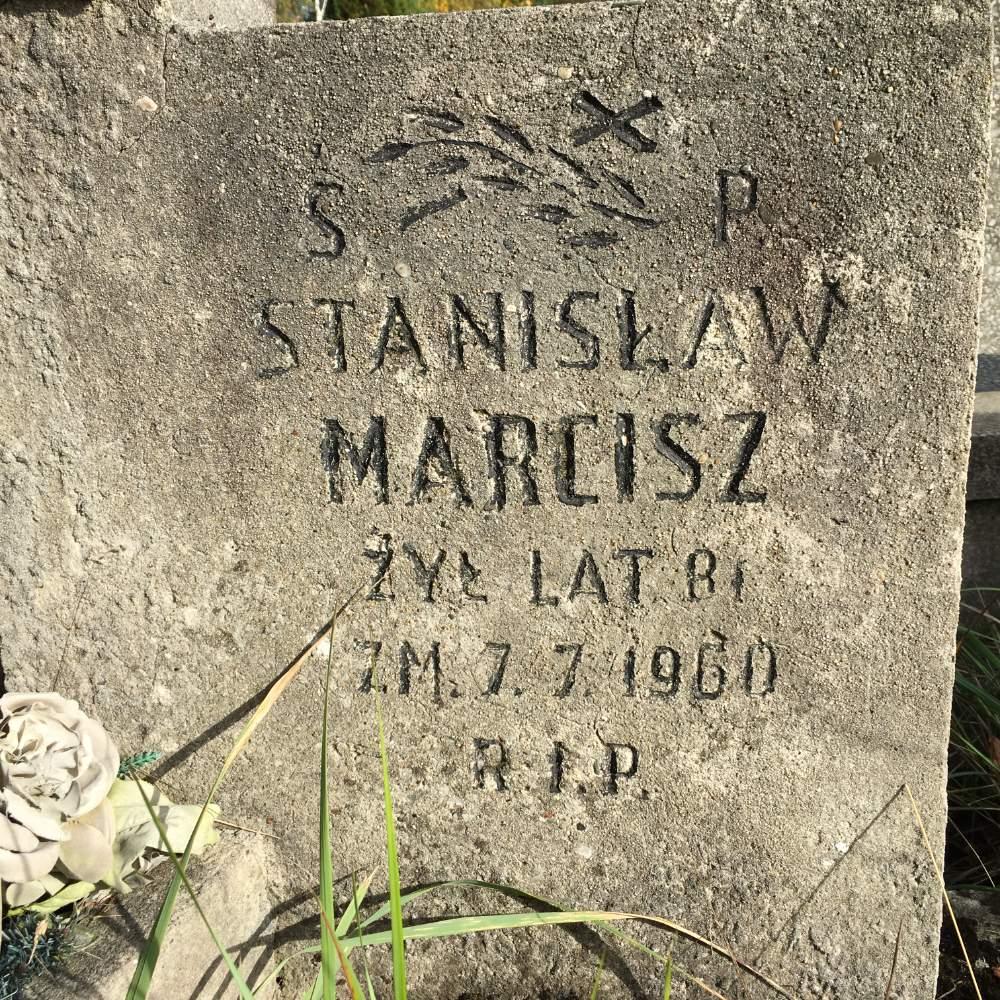 Ś P
STANISŁAW
MARCISZ
ŻYŁ LAT 81
ZM. 7. 7. 1960
R.I.P.